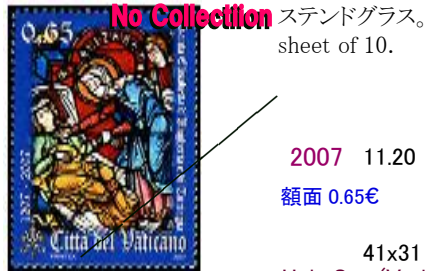 No Collectiion ステンドグラス。
sheet of 10.
0.65
1207 - 2007
Città del Vaticano
2007 11.20
額面 0.65€
41x31